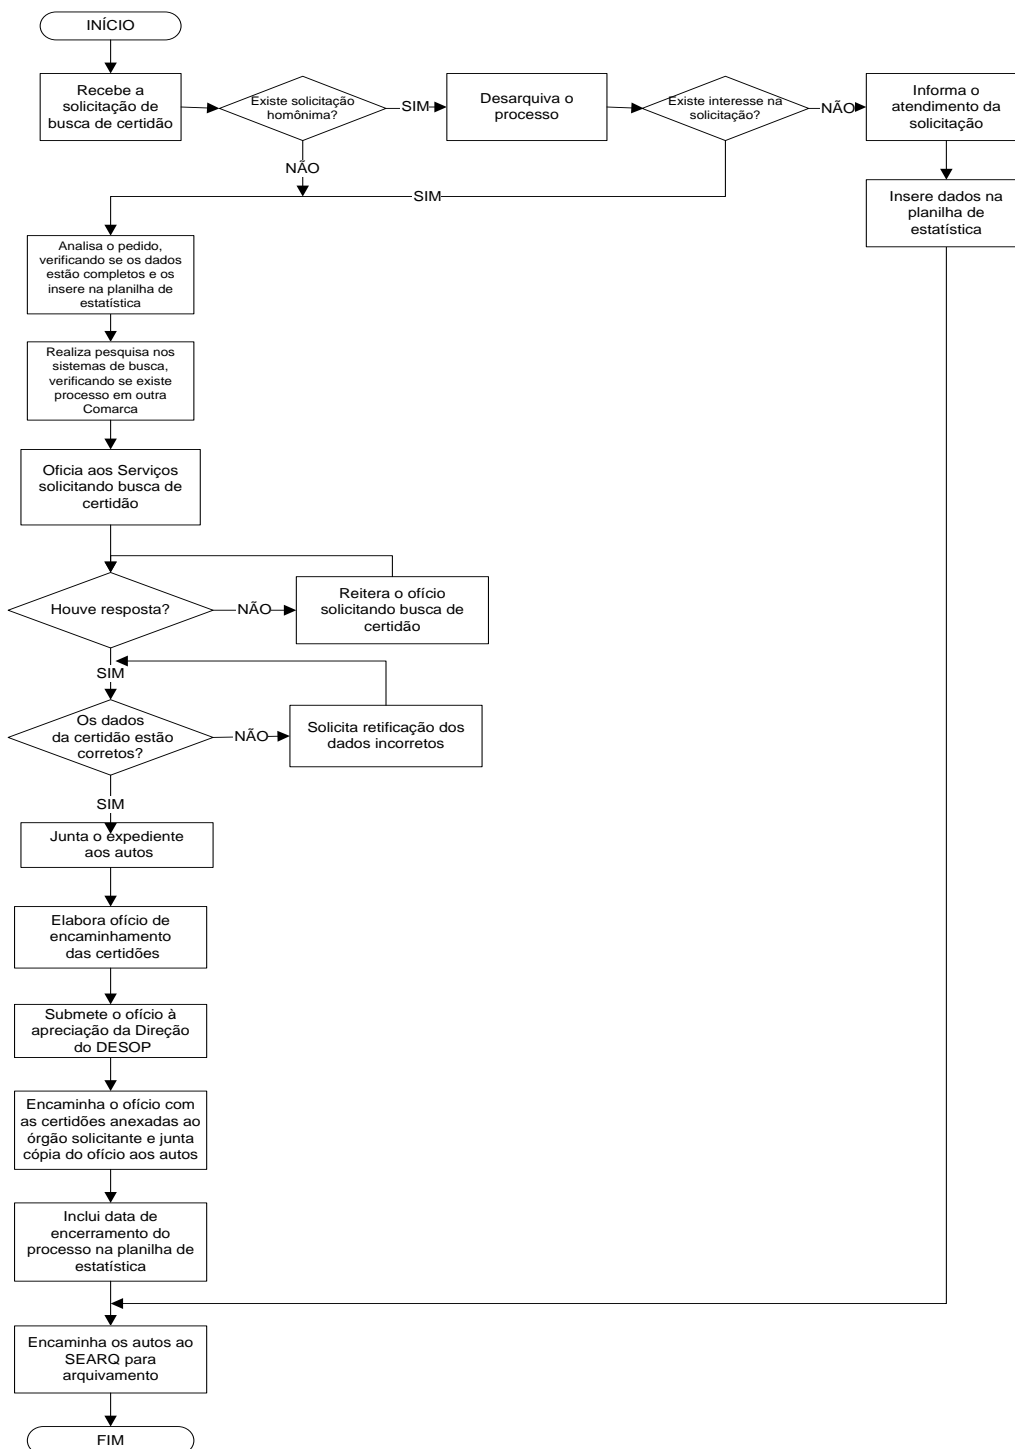 INÍCIO
Recebe a
solicitação de
busca de certidão
Existe solicitação
homônima?
SIM
Desarquiva o
processo
Existe interesse na
solicitação?
NÃO
Informa o
atendimento da
solicitação
NÃO
SIM
Insere dados na
planilha de
estatística
Analisa o pedido,
verificando se os dados
estão completos e os
insere na planilha de
estatística
Realiza pesquisa nos
sistemas de busca,
verificando se existe
processo em outra
Comarca
Oficia aos Serviços
solicitando busca de
certidão
Houve resposta?
NÃO
Reitera o ofício
solicitando busca de
certidão
SIM
Os dados
da certidão estão
corretos?
NÃO
Solicita retificação dos
dados incorretos
SIM
Junta o expediente
aos autos
Elabora ofício de
encaminhamento
das certidões
Submete o ofício à
apreciação da Direção
do DESOP
Encaminha o ofício com
as certidões anexadas ao
órgão solicitante e junta
cópia do ofício aos autos
Inclui data de
encerramento do
processo na planilha de
estatística
Encaminha os autos ao
SEARQ para
arquivamento
FIM